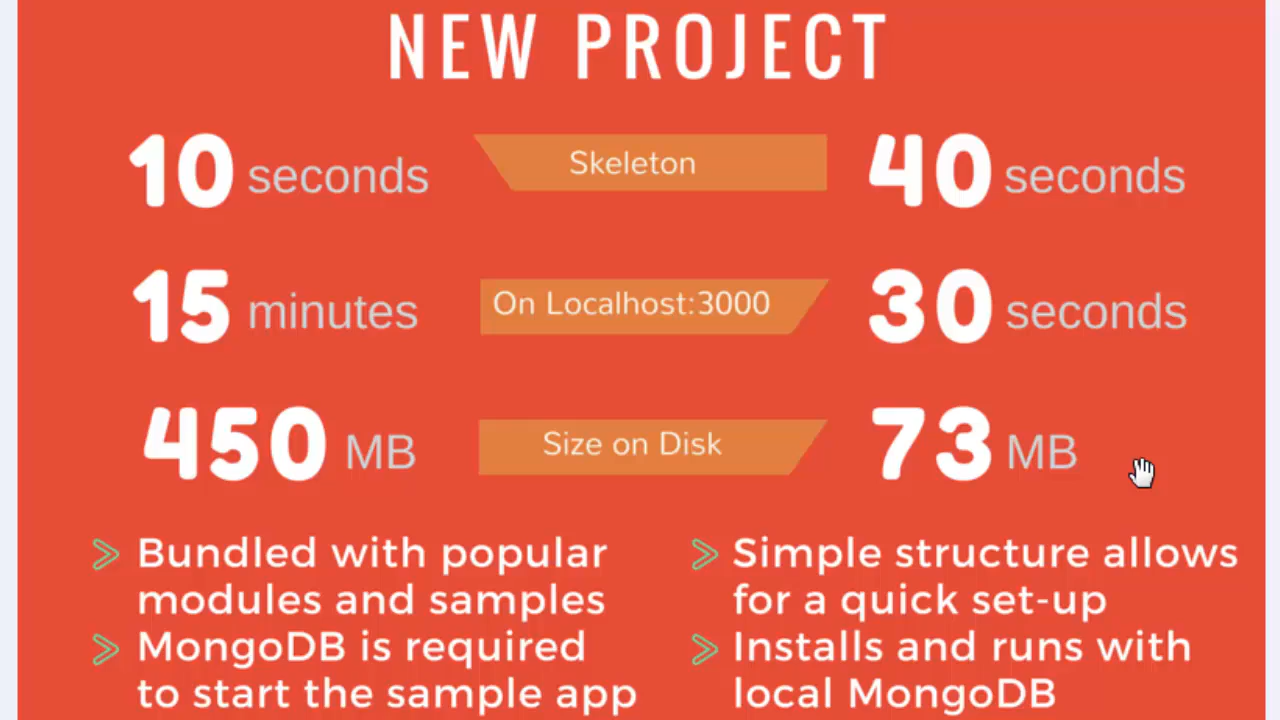 NEW PROJECT
10 seconds Skeleton 40 seconds
15 minutes On Localhost:3000 30 seconds
450 MB Size on Disk 73 MB
Bundled with popular
modules and samples
MongoDB is required
to start the sample app
Simple structure allows
for a quick set-up
Installs and runs with
local MongoDB